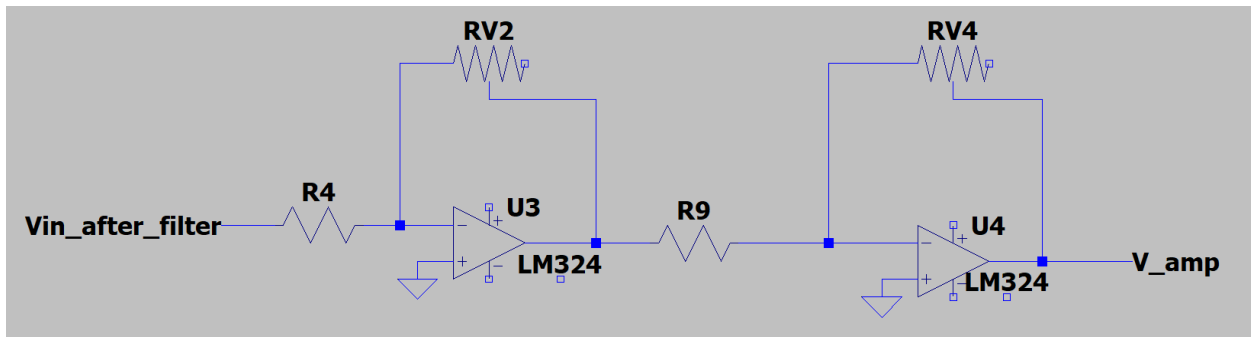 RV2
RV4
R4
U3
R9
U4
Vin_after_filter
+
−
+
−
LM324
+
−
+
−
LM324
V_amp